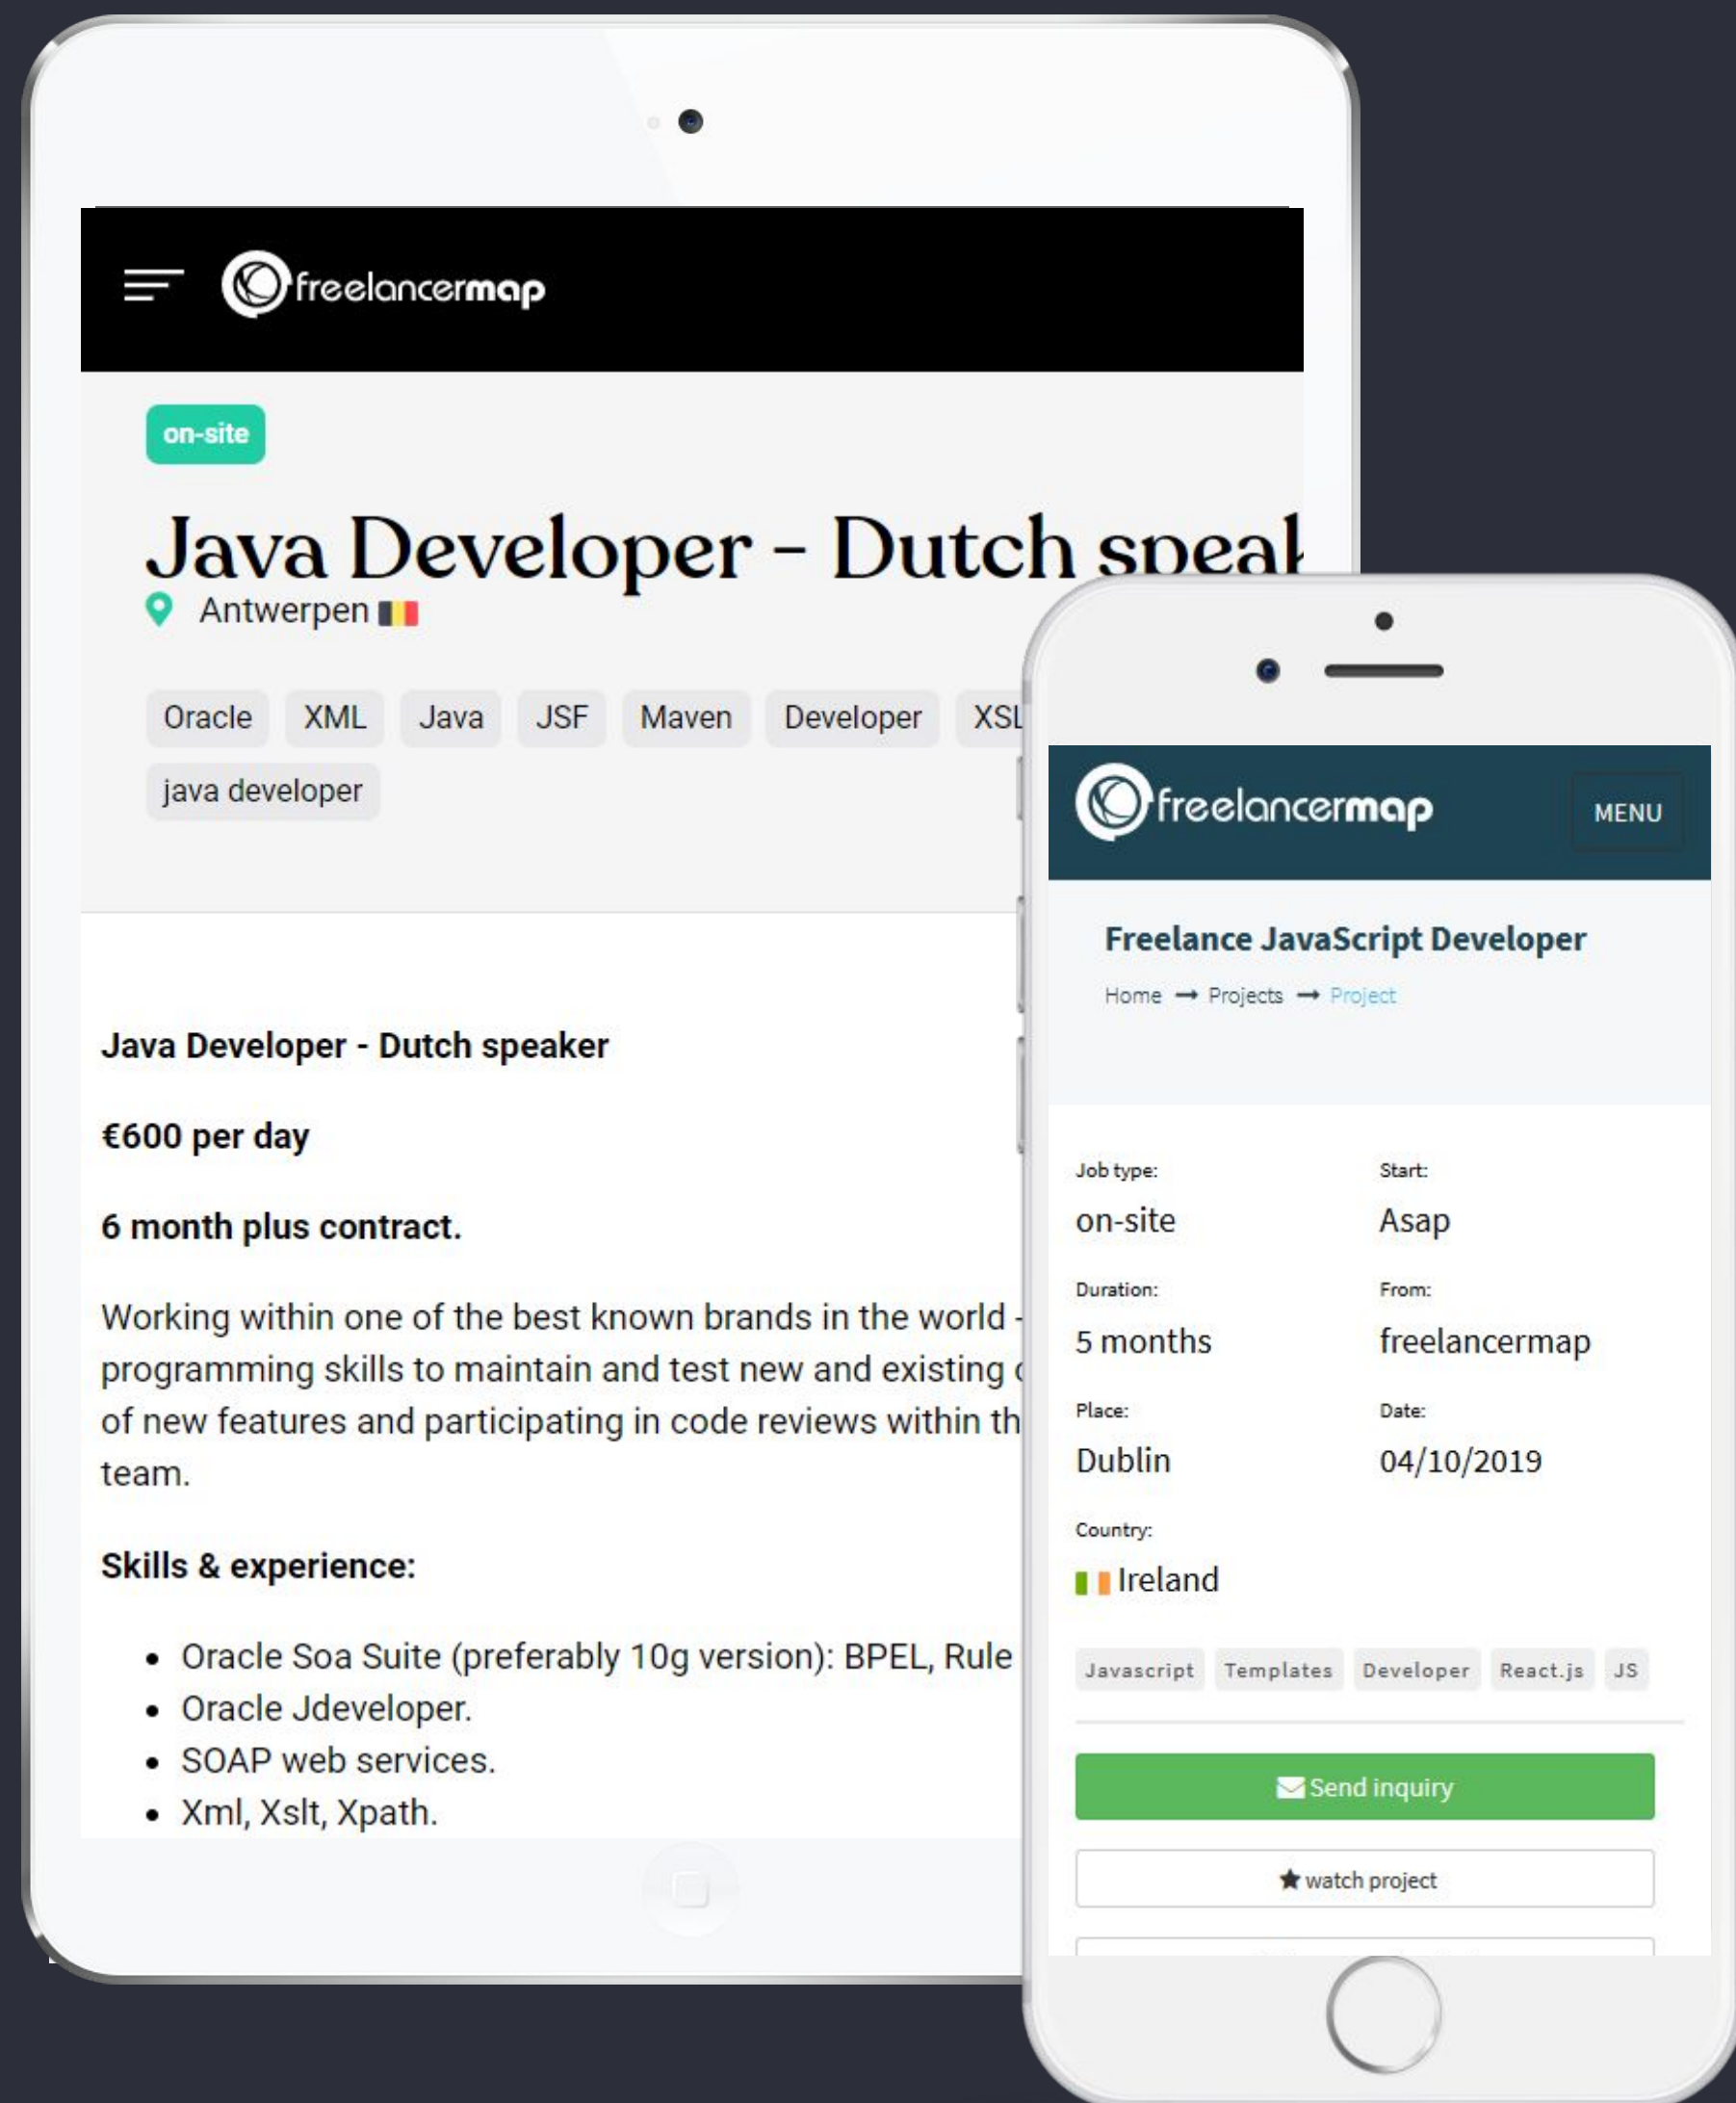 freelancermap
on-site
Java Developer - Dutch
Antwerpen
Oracle XML Java JSF Maven Developer
java developer
Java Developer - Dutch speaker
€600 per day
6 month plus contract.
Working within one of the best known brands in the world -
programming skills to maintain and test new and existing
of new features and participating in code reviews within
team.
Skills & experience:
• Oracle Soa Suite (preferably 10g version): BPEL, Rule
• Oracle Jdeveloper.
• SOAP web services.
• Xml, Xslt, Xpath.
freelancermap
MENU
Freelance JavaScript Developer
Home → Projects → Project
Job type: Start:
on-site Asap
Duration: From:
5 months freelancermap
Place: Date:
Dublin 04/10/2019
Country:
Ireland
Javascript Templates Developer React.js JS
Send inquiry
watch project